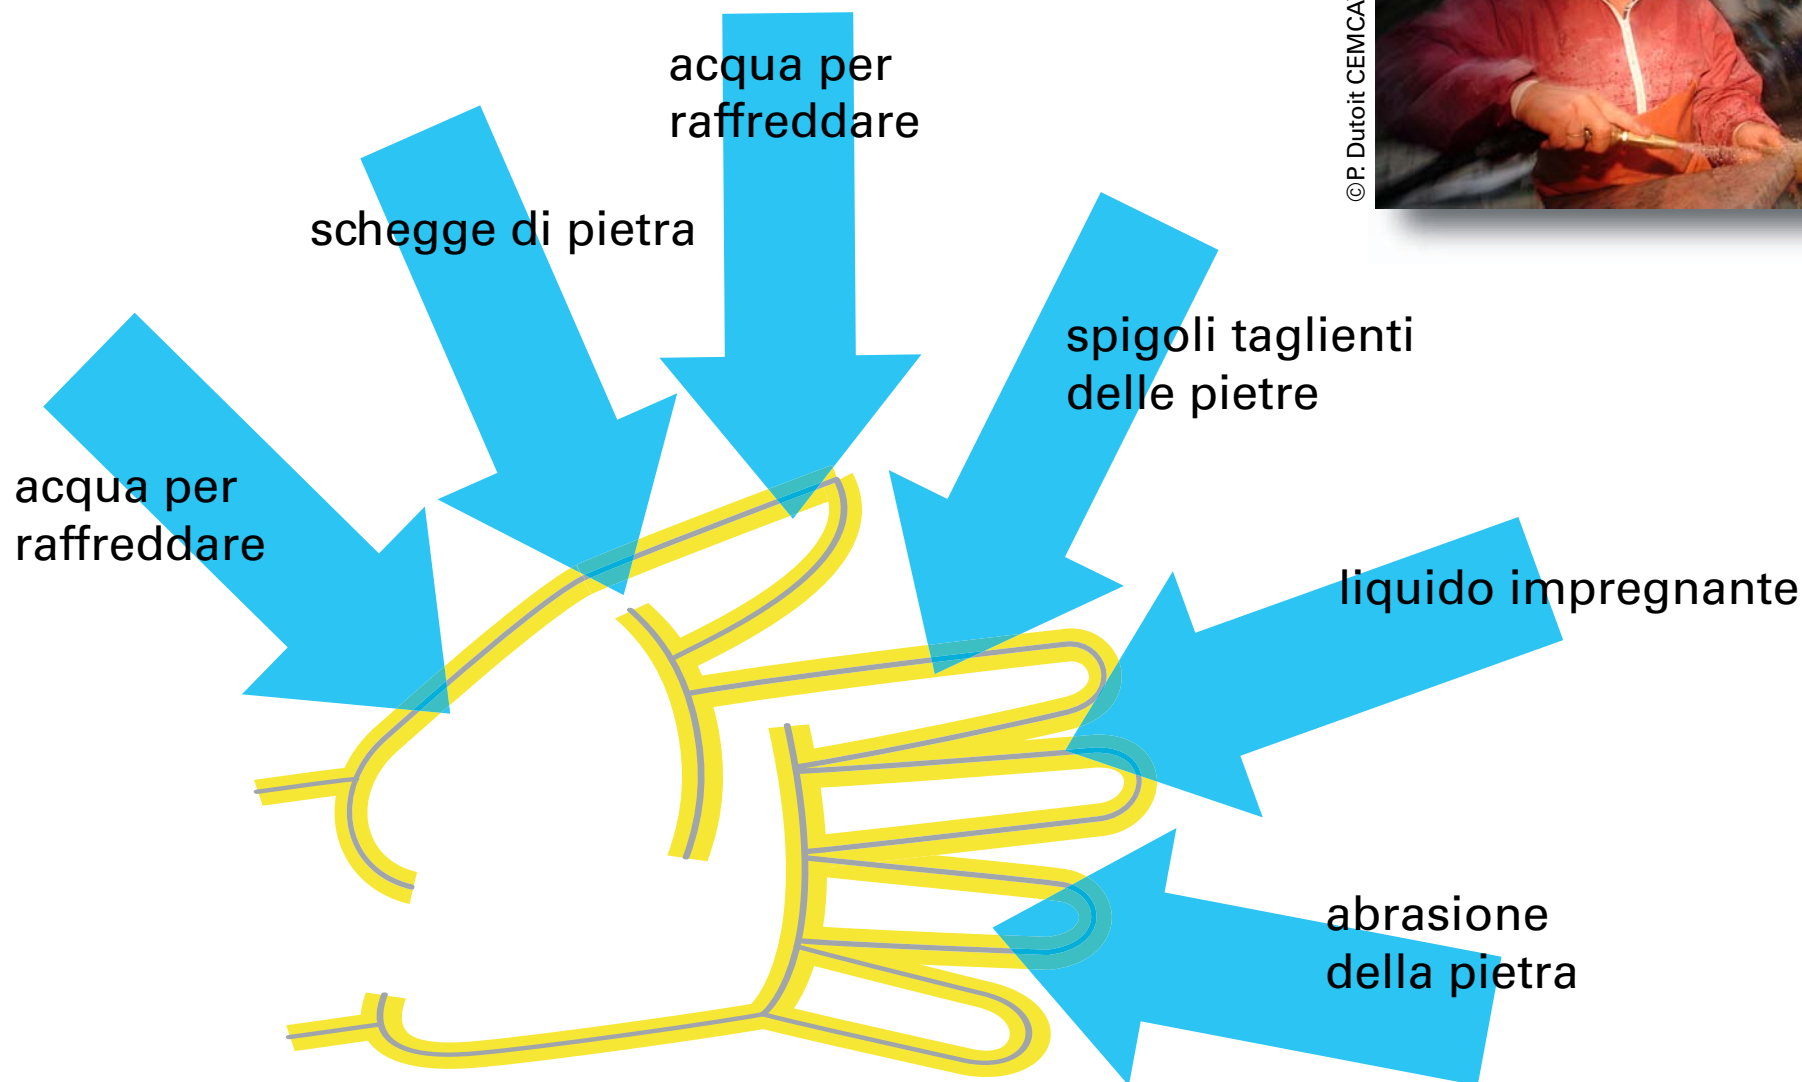 acqua per
raffreddare
©P. Dutoit CEMCA
schegge di pietra
spigoli taglienti
delle pietre
acqua per
raffreddare
liquido impregnante
abrasione
della pietra